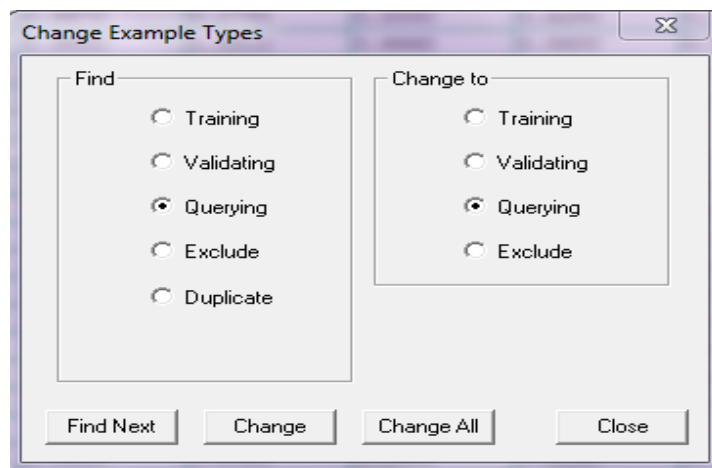 Change Example Types
Find
Training
Validating
Querying
Exclude
Duplicate
Change to
Training
Validating
Querying
Exclude
Find Next
Change
Change All
Close